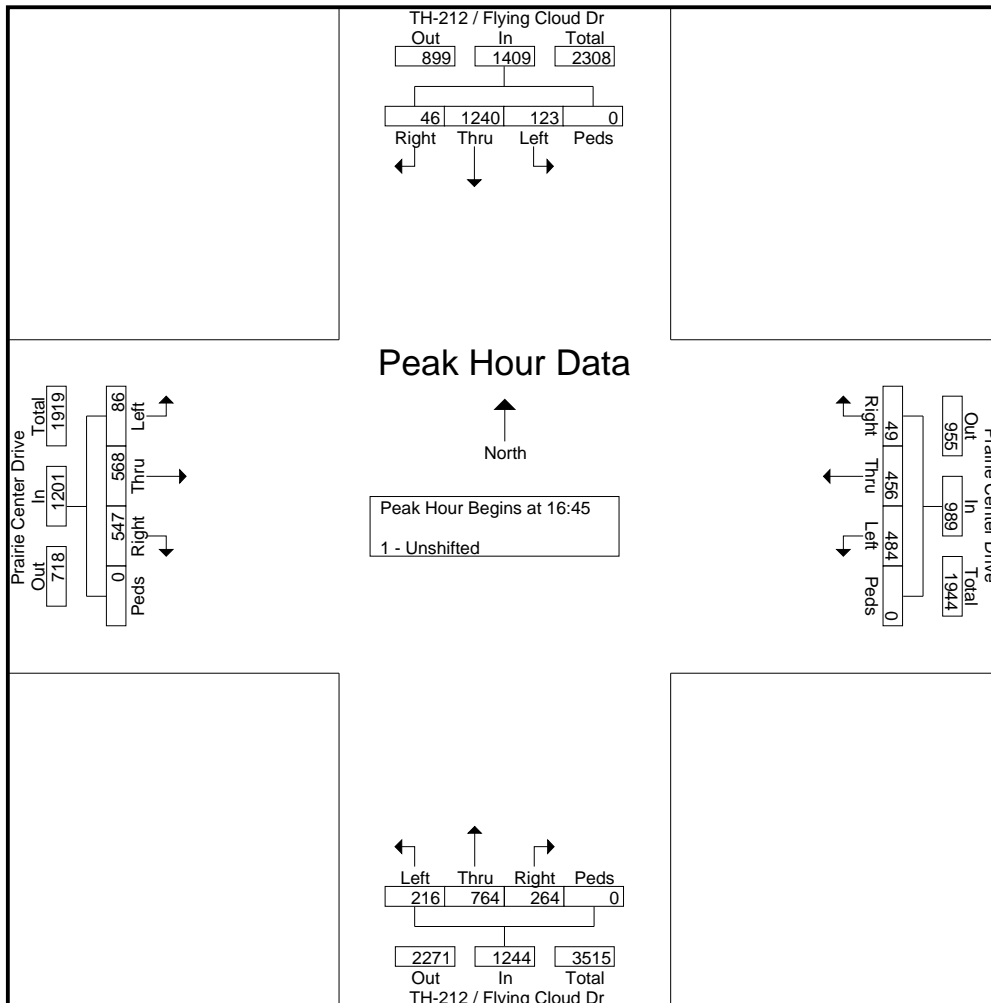 TH-212 / Flying Cloud Dr
Out In Total
899 1409 2308
46 1240 123 0
Right Thru Left Peds
Peak Hour Data
North
Peak Hour Begins at 16:45
1 - Unshifted
Prairie Center Drive
Out In Total
718 1201 1919
86 568 547 0
Left Thru Right Peds
Prairie Center Drive
Out In Total
955 989 1944
49 456 484 0
Right Thru Left Peds
Left Thru Right Peds
216 764 264 0
2271 1244 3515
Out In Total
TH-212 / Flying Cloud Dr